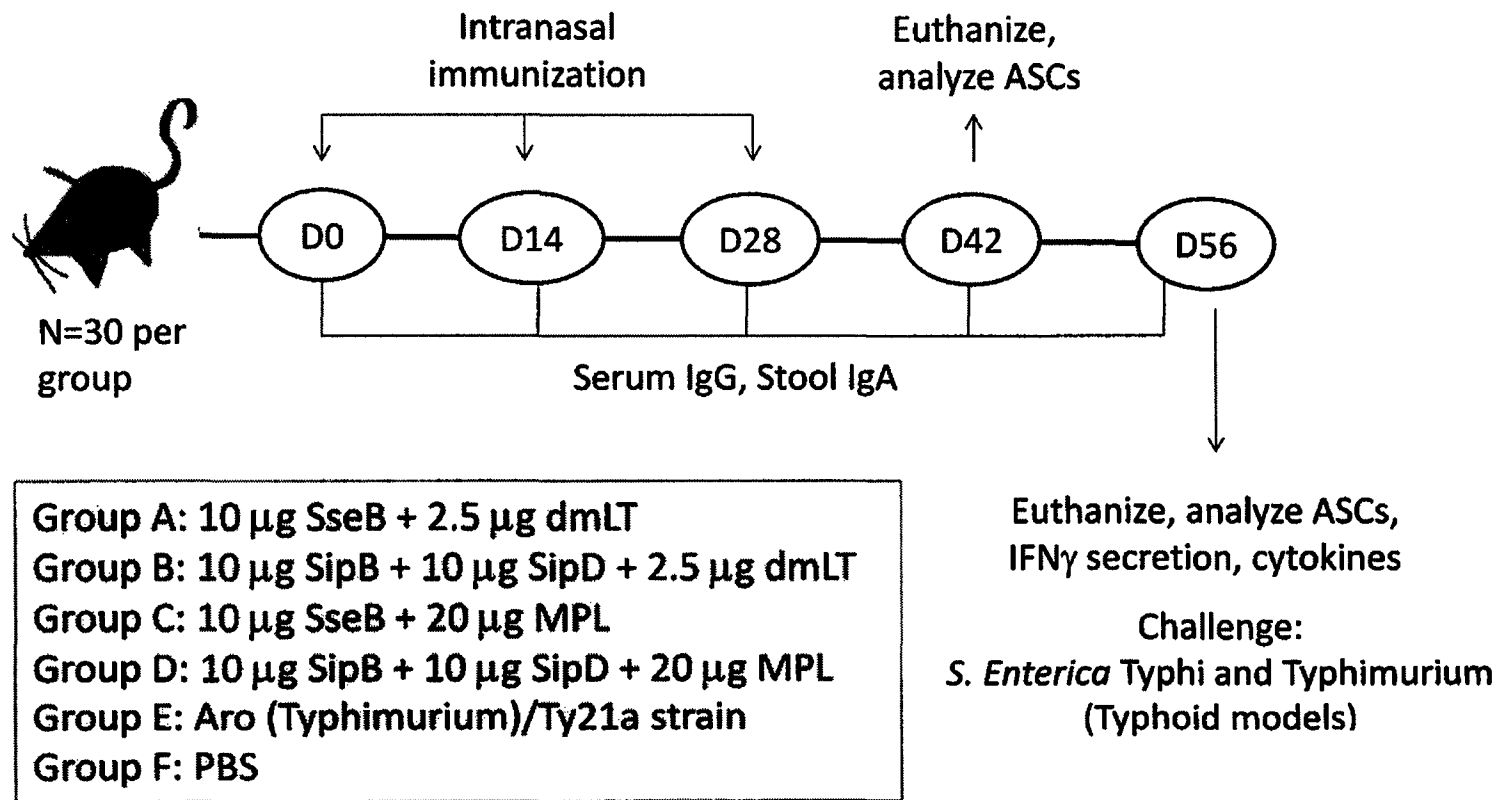 Intranasal
immunization
Euthanize,
analyze ASCs
D0
D14
D28
D42
D56
N=30 per
group
Serum IgG, Stool IgA
Group A: 10 μg SseB + 2.5 μg dmLT
Group B: 10 μg SipB + 10 μg SipD + 2.5 μg dmLT
Group C: 10 μg SseB + 20 μg MPL
Group D: 10 μg SipB + 10 μg SipD + 20 μg MPL
Group E: Aro (Typhimurium)/Ty21a strain
Group F: PBS
Euthanize, analyze ASCs,
IFNγ secretion, cytokines
Challenge:
S. Enterica Typhi and Typhimurium
(Typhoid models)